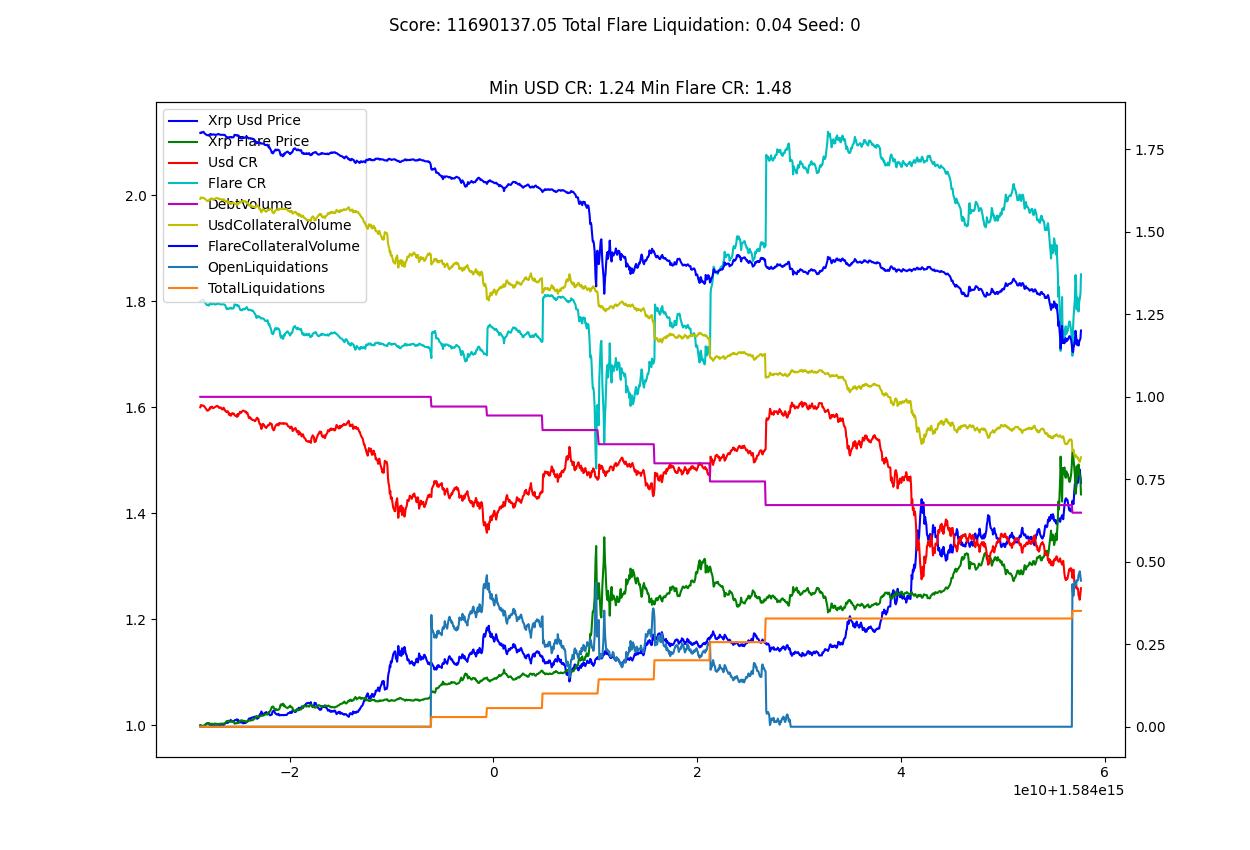 Score: 11690137.05 Total Flare Liquidation: 0.04 Seed: 0
Min USD CR: 1.24 Min Flare CR: 1.48
Xrp Usd Price
Xrp Flare Price
Usd CR
Flare CR
DebtVolume
UsdCollateralVolume
FlareCollateralVolume
OpenLiquidations
TotalLiquidations
2.0
1.8
1.6
1.4
1.2
1.0
1.75
1.50
1.25
1.00
0.75
0.50
0.25
0.00
−2 0 2 4 6
1e10+1.584e15